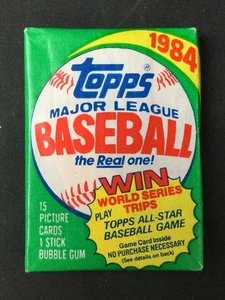 1984
TOPPS
MAJOR LEAGUE
BASEBALL
the Real one!
WIN
WORLD SERIES
TRIPS
PLAY
TOPPS ALL-STAR
BASEBALL GAME
Game Card Inside
NO PURCHASE NECESSARY
(See details on back)
15
PICTURE
CARDS
1 STICK
BUBBLE GUM